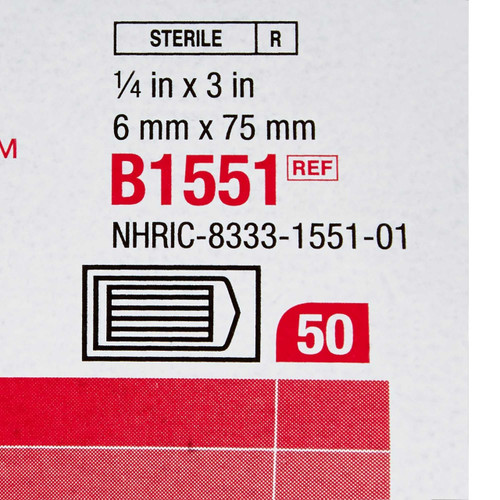 STERILE R
¼ in x 3 in
6 mm x 75 mm
M
B1551 REF
NHRIC-8333-1551-01
50